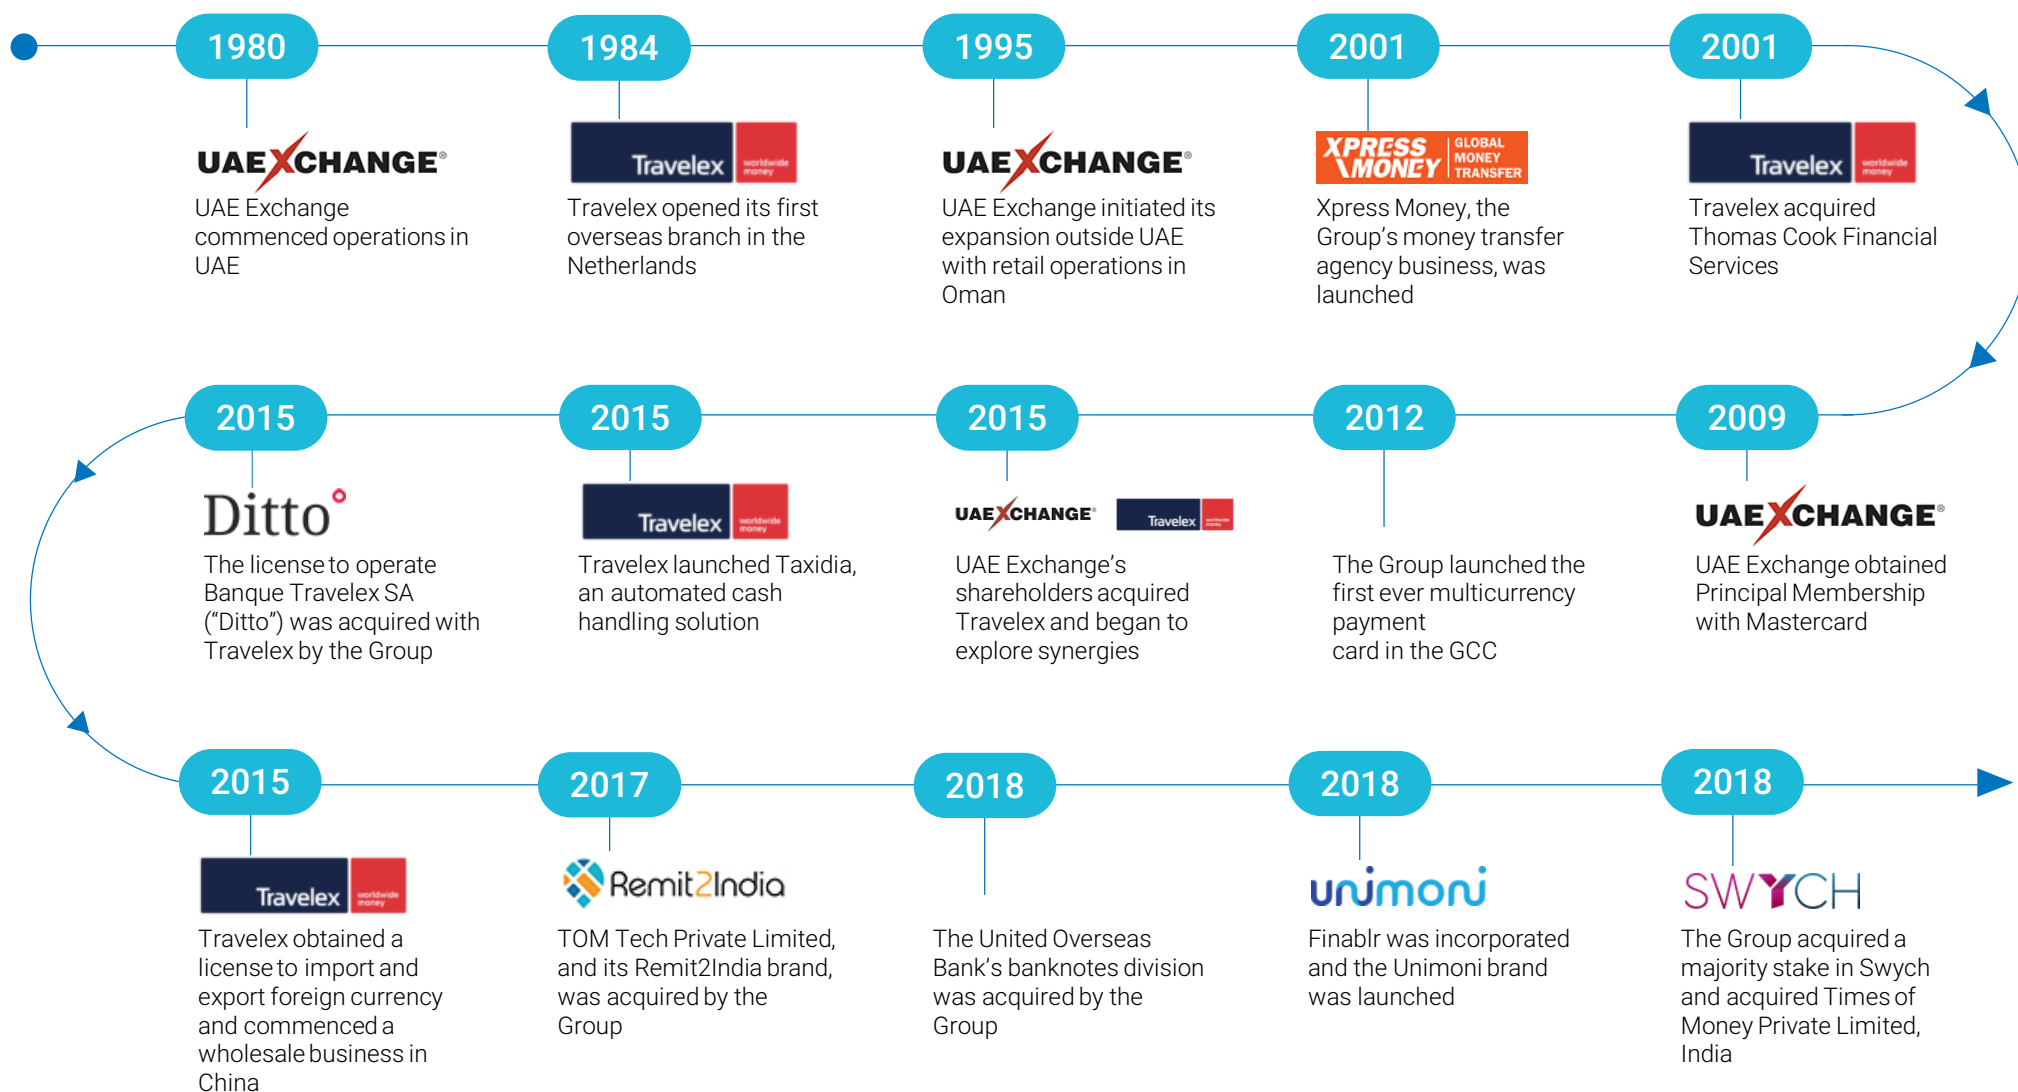 1980
UAEXCHANGE®
UAE Exchange
commenced operations in
UAE
1984
Travelex worldwide
money
Travelex opened its first
overseas branch in the
Netherlands
1995
UAEXCHANGE®
UAE Exchange initiated its
expansion outside UAE
with retail operations in
Oman
2001
XPRESS
MONEY
GLOBAL
MONEY
TRANSFER
Xpress Money, the
Group’s money transfer
agency business, was
launched
2001
Travelex worldwide
money
Travelex acquired
Thomas Cook Financial
Services
2009
UAEXCHANGE®
UAE Exchange obtained
Principal Membership
with Mastercard
2012
The Group launched the
first ever multicurrency
payment
card in the GCC
2015
UAEXCHANGE®
Travelex worldwide
money
UAE Exchange’s
shareholders acquired
Travelex and began to
explore synergies
2015
Travelex worldwide
money
Travelex launched Taxidia,
an automated cash
handling solution
2015
Ditto
The license to operate
Banque Travelex SA
(“Ditto”) was acquired with
Travelex by the Group
2015
Travelex worldwide
money
Travelex obtained a
license to import and
export foreign currency
and commenced a
wholesale business in
China
2017
Remit2India
TOM Tech Private Limited,
and its Remit2India brand,
was acquired by the
Group
2018
The United Overseas
Bank’s banknotes division
was acquired by the
Group
2018
unimoni
Finablr was incorporated
and the Unimoni brand
was launched
2018
SWYCH
The Group acquired a
majority stake in Swych
and acquired Times of
Money Private Limited,
India